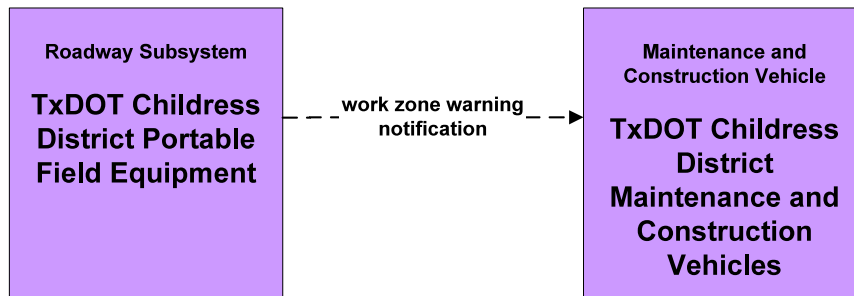 Roadway Subsystem
TxDOT Childress
District Portable
Field Equipment
work zone warning
notification
Maintenance and
Construction Vehicle
TxDOT Childress
District
Maintenance and
Construction
Vehicles